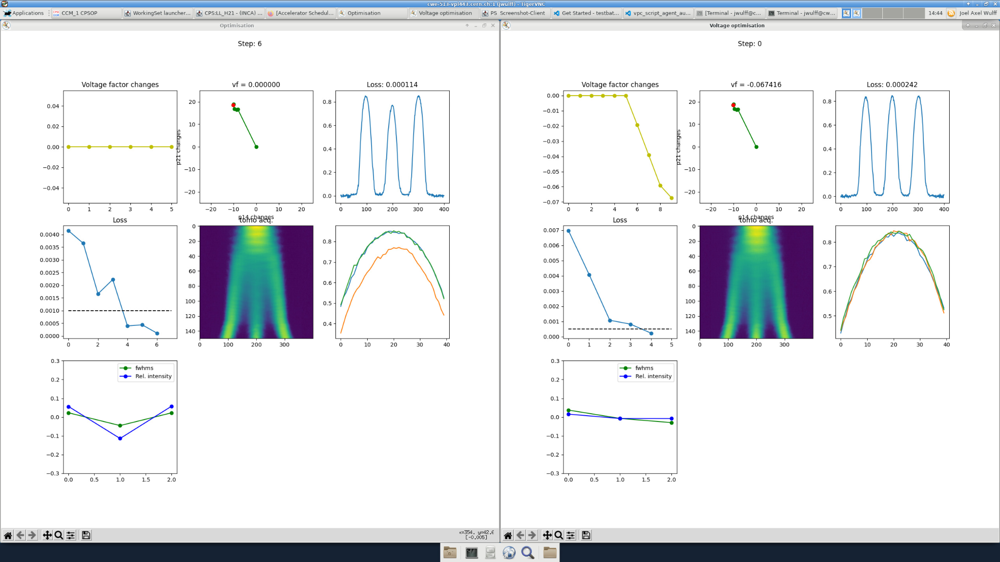 cwe-513-vpl443.cern.ch:1 (jwulff) - TigerVNC
Applications CCM_1 CPSOP WorkingSet launcher... CPS:LL_H21 - (INCA) ... [Accelerator Schedul... Optimisation Voltage optimisation PS Screenshot-Client Get Started - testbat... vpc_script_agent_au... [Terminal - jwulff@c... Terminal - jwulff@cw... 14:44 Joel Axel Wulff
Optimisation
Step: 6
Voltage factor changes
0.04
0.02
0.00
−0.02
−0.04
0 1 2 3 4 5
vf = 0.000000
p21 changes
20
10
0
−10
−20
−20 −10 0 10 20
p14 changes
Loss: 0.000114
0.8
0.6
0.4
0.2
0.0
0 100 200 300 400
Loss
0.0040
0.0035
0.0030
0.0025
0.0020
0.0015
0.0010
0.0005
0.0000
0 2 4 6
tomo acq.
0
20
40
60
80
100
120
140
0 100 200 300
0.8
0.7
0.6
0.5
0.4
0 10 20 30 40
0.3
0.2
0.1
0.0
−0.1
−0.2
−0.3
fwhms
Rel. intensity
0.0 0.5 1.0 1.5 2.0
x=354. y=42.6
[-0.005]
Voltage optimisation
Step: 0
Voltage factor changes
0.00
−0.01
−0.02
−0.03
−0.04
−0.05
−0.06
−0.07
0 2 4 6 8
vf = -0.067416
p21 changes
20
10
0
−10
−20
−20 −10 0 10 20
p14 changes
Loss: 0.000242
0.8
0.6
0.4
0.2
0.0
0 100 200 300 400
Loss
0.007
0.006
0.005
0.004
0.003
0.002
0.001
0.000
0 1 2 3 4 5
tomo acq.
0
20
40
60
80
100
120
140
0 100 200 300
0.8
0.7
0.6
0.5
0 10 20 30 40
0.3
0.2
0.1
0.0
−0.1
−0.2
−0.3
fwhms
Rel. intensity
0.0 0.5 1.0 1.5 2.0